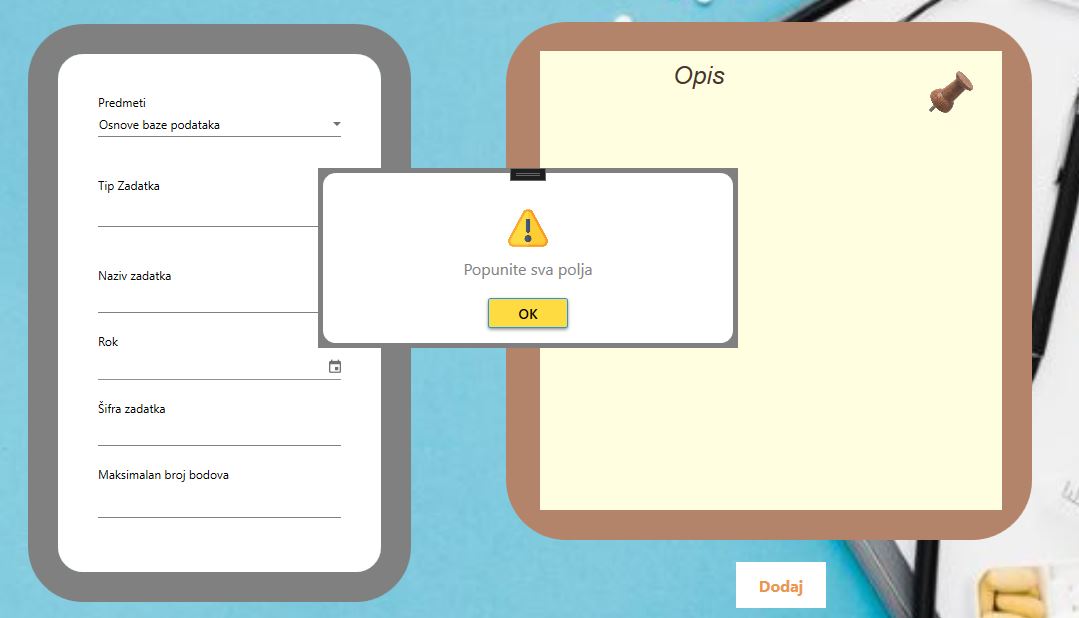 Predmeti
Osnove baze podataka
Tip Zadatka
Naziv zadatka
Rok
Šifra zadatka
Maksimalan broj bodova
Opis
Popunite sva polja
OK
Dodaj